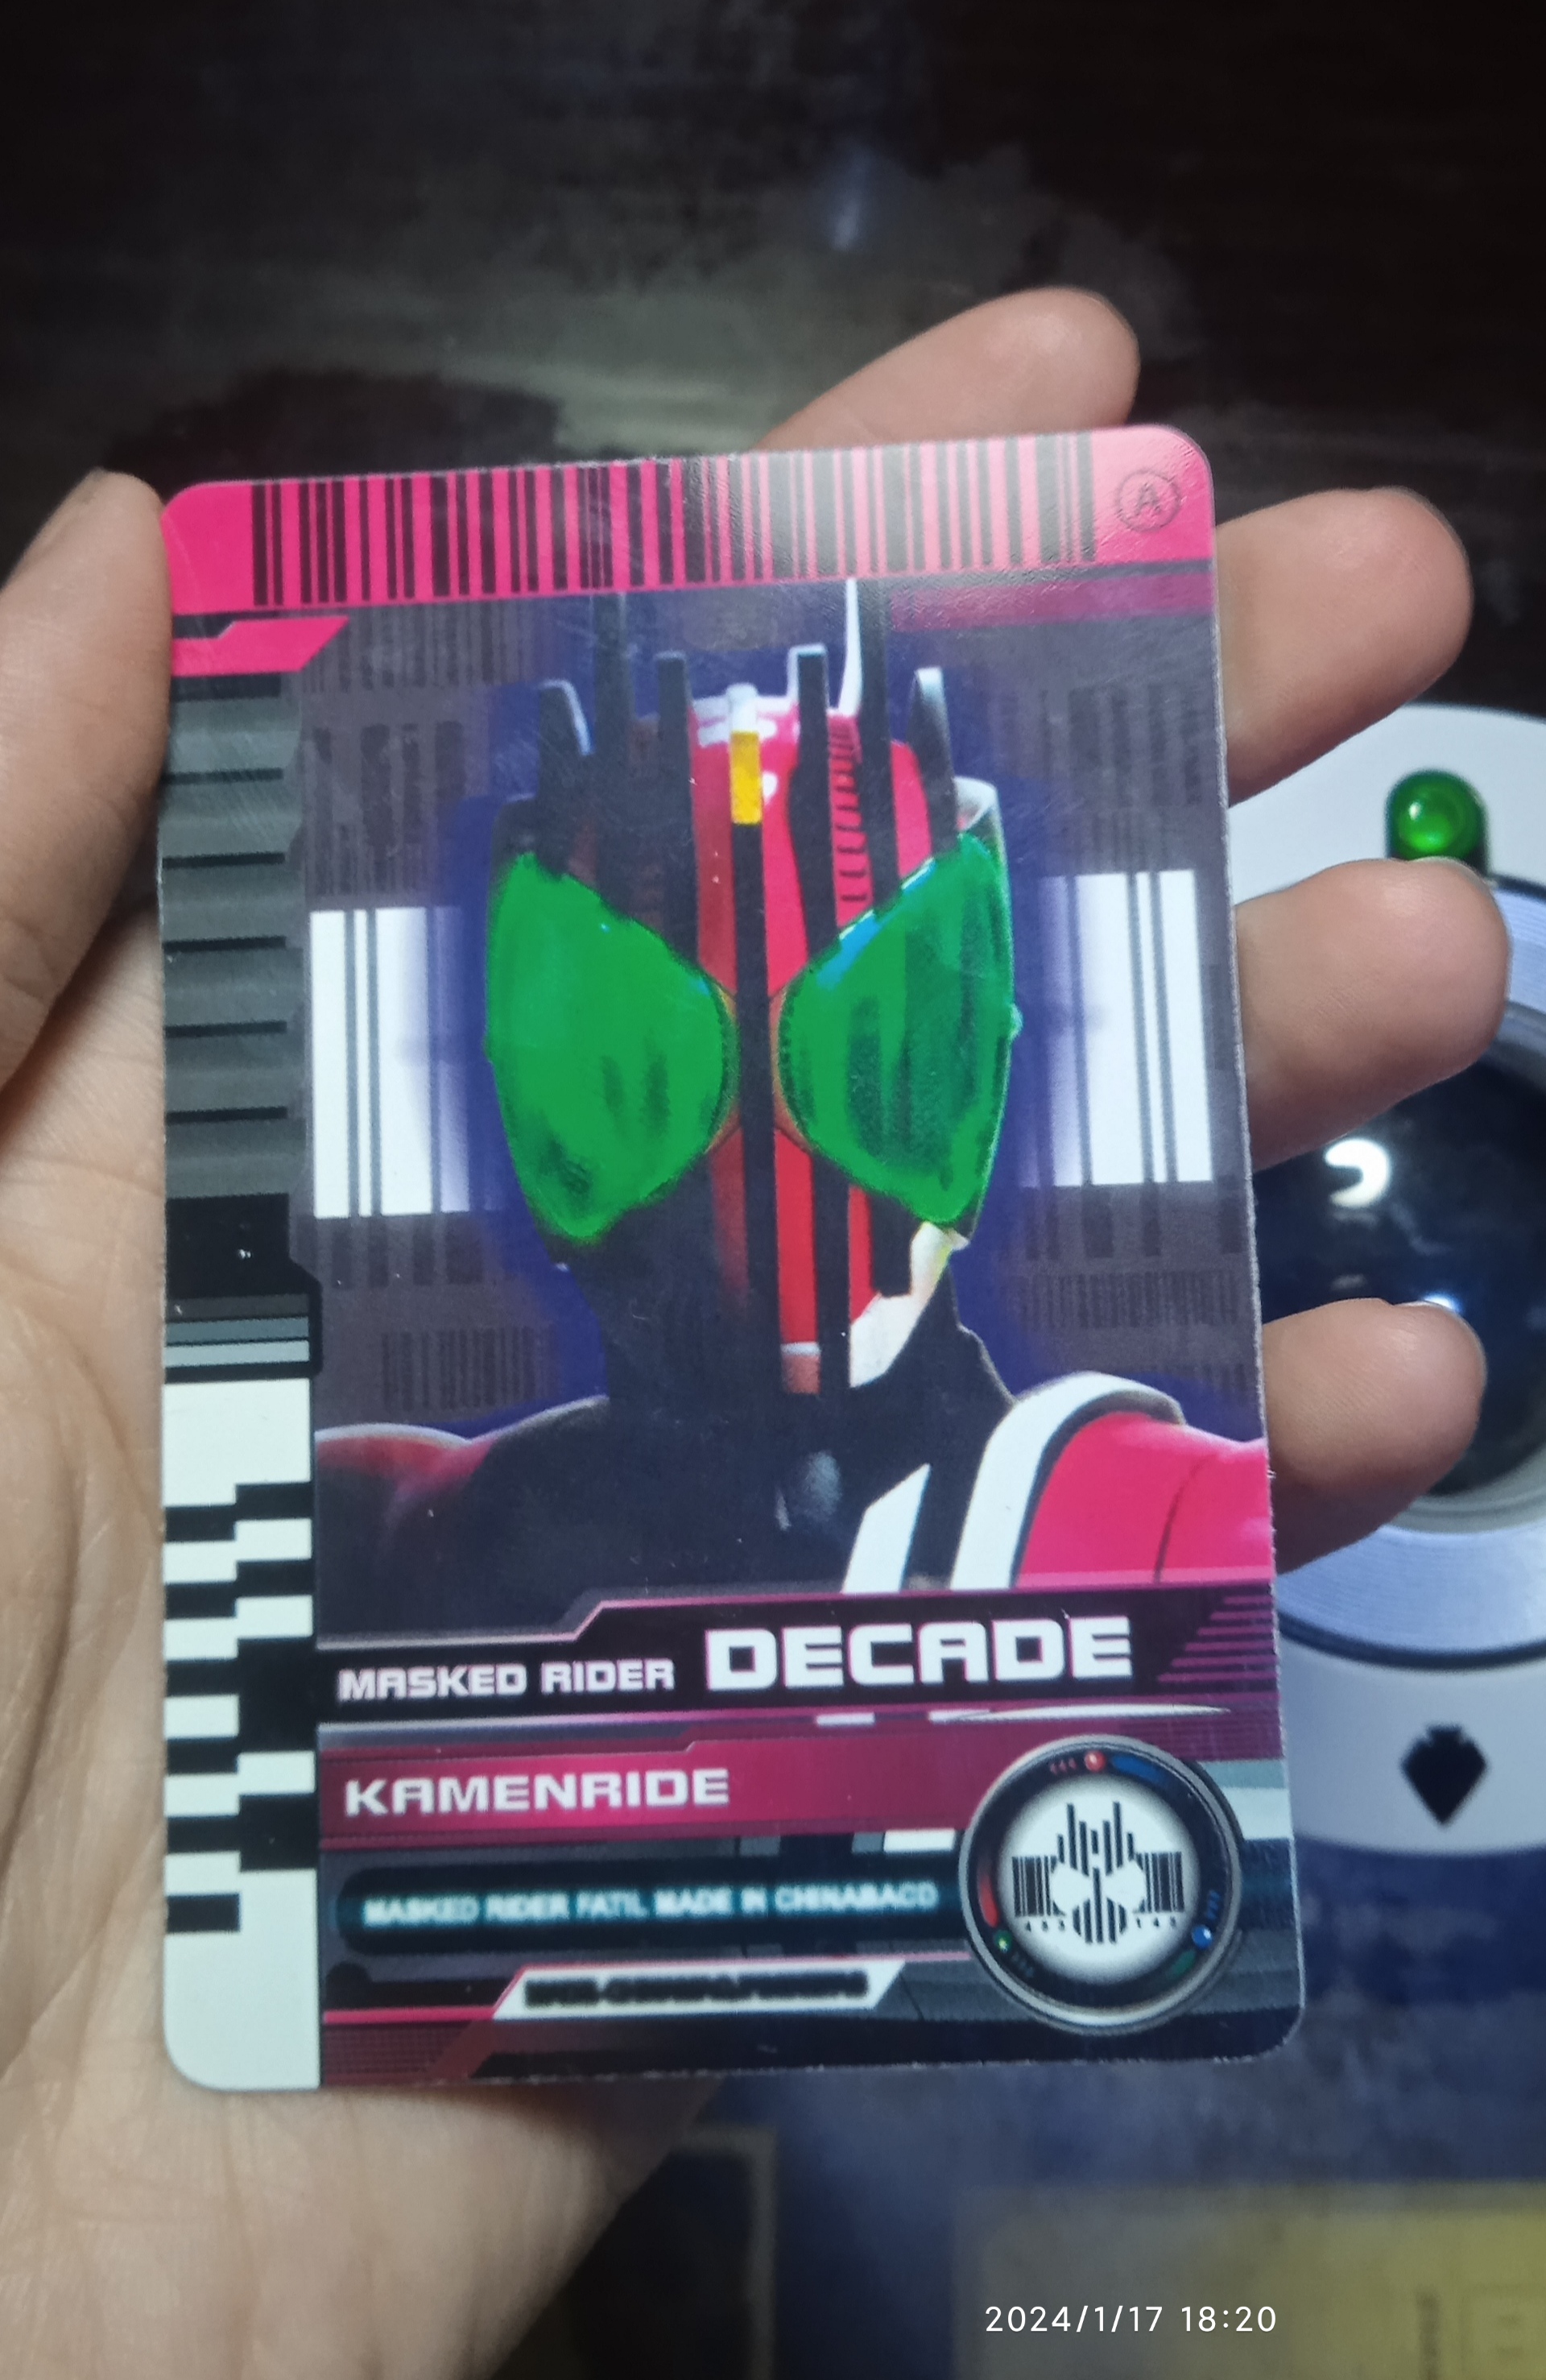 A
MASKED RIDER DECADE
KAMENRIDE
MASKED RIDER FATIL MADE IN CHINABACD
2024/1/17 18:20